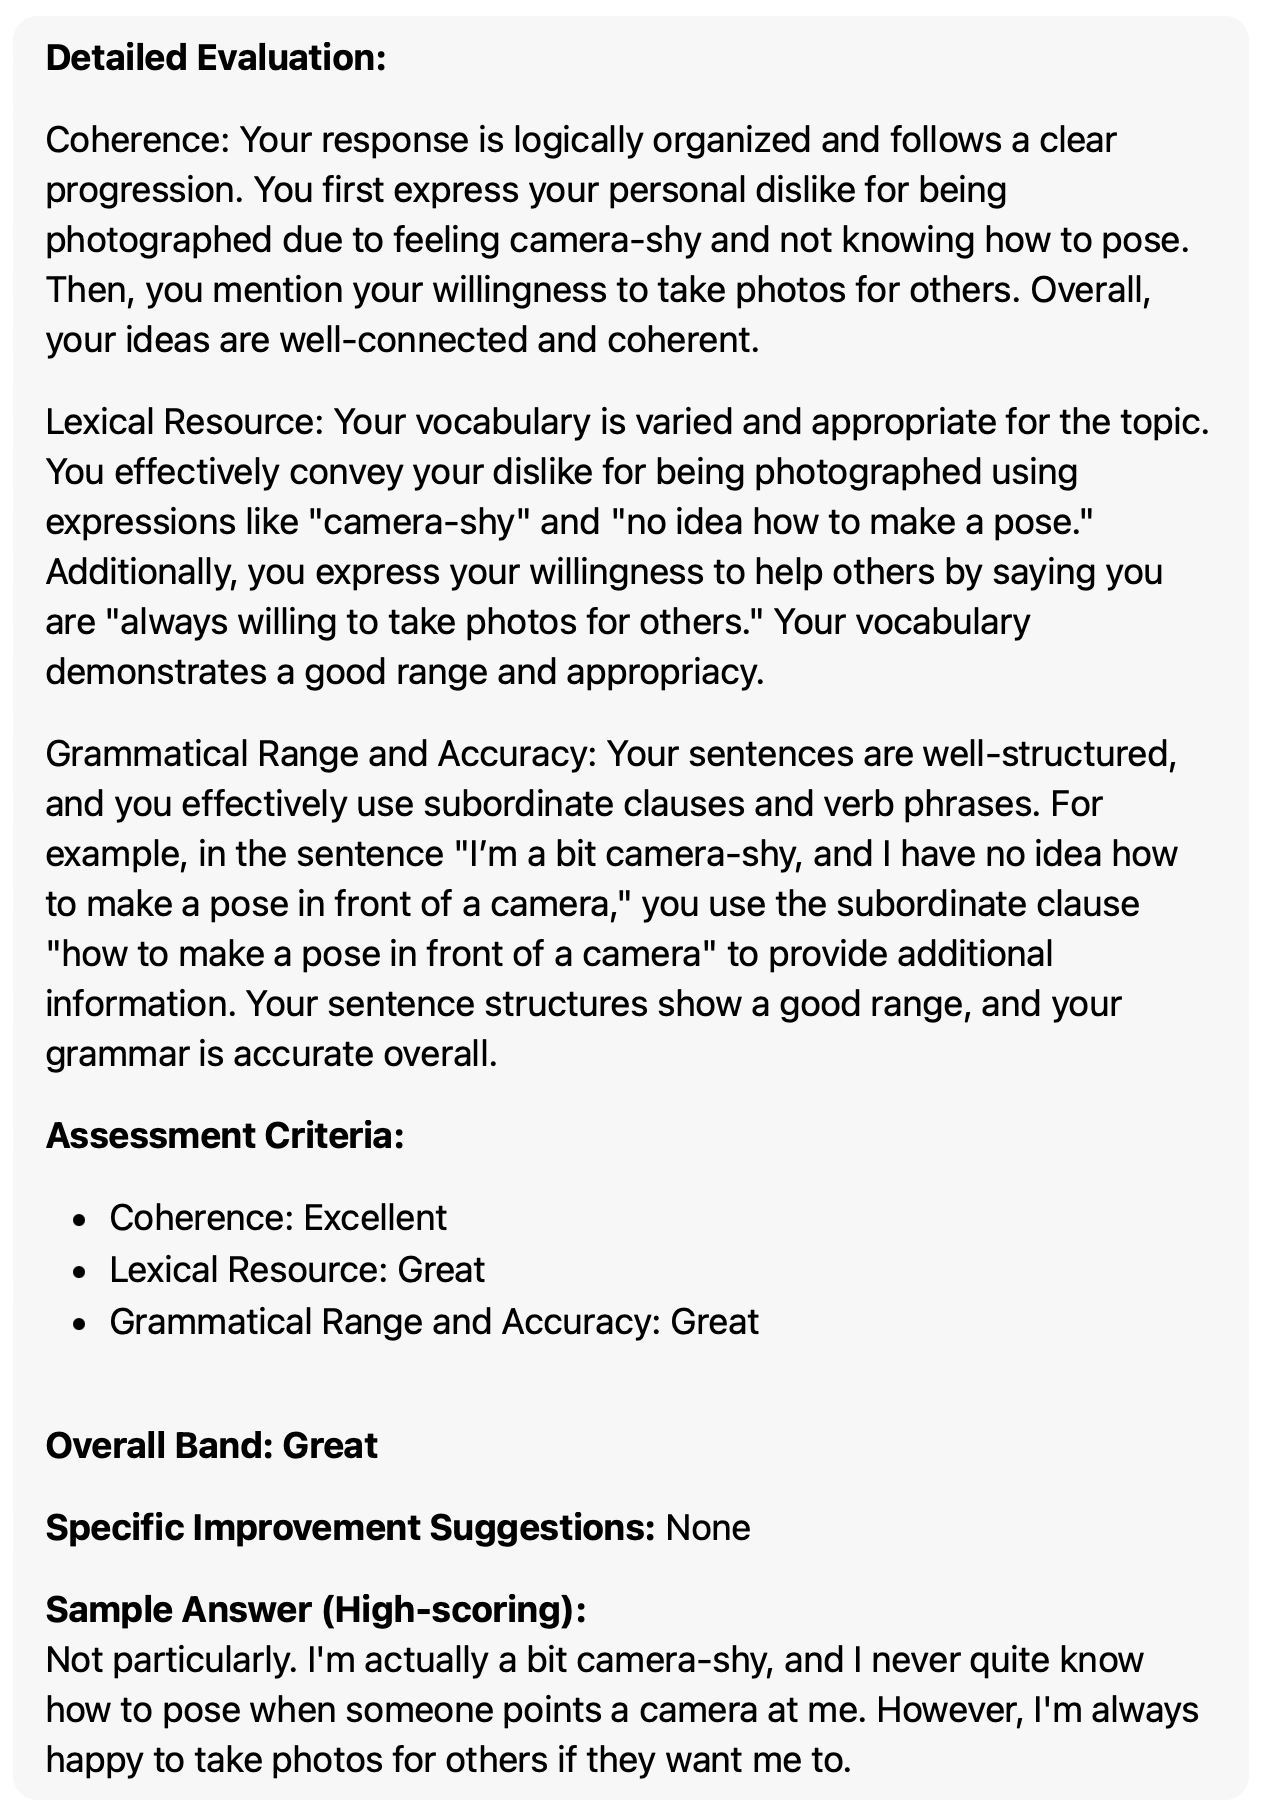 Detailed Evaluation:
Coherence: Your response is logically organized and follows a clear
progression. You first express your personal dislike for being
photographed due to feeling camera-shy and not knowing how to pose.
Then, you mention your willingness to take photos for others. Overall,
your ideas are well-connected and coherent.
Lexical Resource: Your vocabulary is varied and appropriate for the topic.
You effectively convey your dislike for being photographed using
expressions like "camera-shy" and "no idea how to make a pose."
Additionally, you express your willingness to help others by saying you
are "always willing to take photos for others." Your vocabulary
demonstrates a good range and appropriacy.
Grammatical Range and Accuracy: Your sentences are well-structured,
and you effectively use subordinate clauses and verb phrases. For
example, in the sentence "I’m a bit camera-shy, and I have no idea how
to make a pose in front of a camera," you use the subordinate clause
"how to make a pose in front of a camera" to provide additional
information. Your sentence structures show a good range, and your
grammar is accurate overall.
Assessment Criteria:
• Coherence: Excellent
• Lexical Resource: Great
• Grammatical Range and Accuracy: Great
Overall Band: Great
Specific Improvement Suggestions: None
Sample Answer (High-scoring):
Not particularly. I'm actually a bit camera-shy, and I never quite know
how to pose when someone points a camera at me. However, I'm always
happy to take photos for others if they want me to.